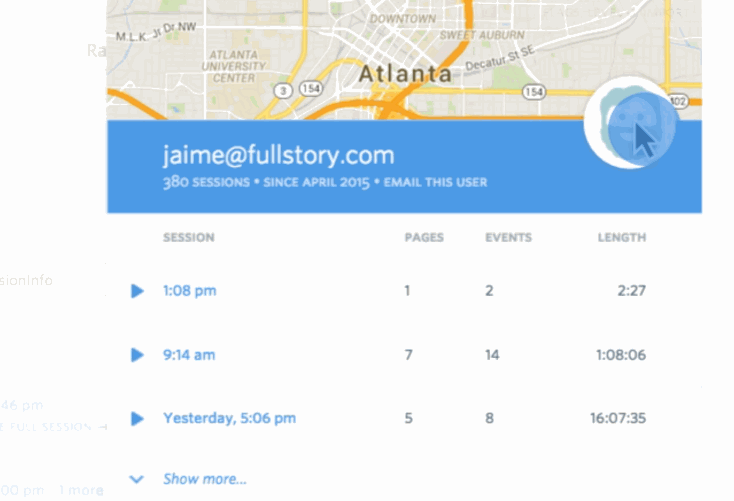 DOWNTOWN
M.L.K. Jr Dr.NW
SWEET AUBURN
Ra
ATLANTA
UNIVERSITY
CENTER
Decatur St SE
Atlanta
3
154
154
402
jaime@fullstory.com
380 SESSIONS • SINCE APRIL 2015 • EMAIL THIS USER
SESSION PAGES EVENTS LENGTH
sionInfo
1:08 pm 1 2 2:27
9:14 am 7 14 1:08:06
46 pm
Yesterday, 5:06 pm 5 8 16:07:35
E FULL SESSION
Show more...
00 pm 1 more